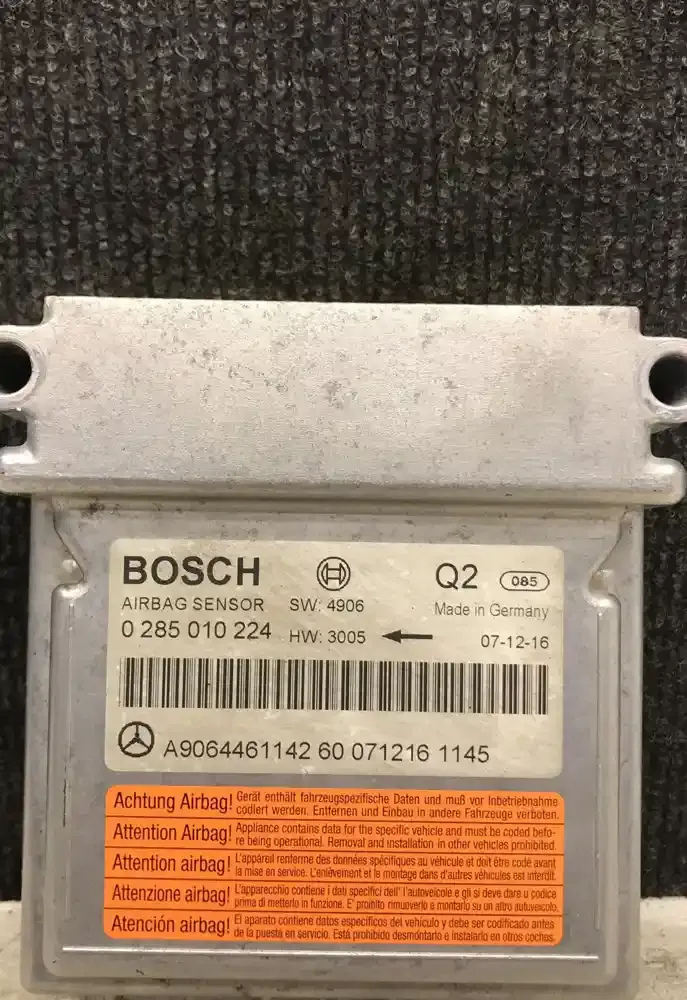 BOSCH Q2 085
AIRBAG SENSOR SW: 4906 Made in Germany
0 285 010 224 HW: 3005 07-12-16
A9064461142 60 071216 1145
Achtung Airbag! Gerät enthält fahrzeugspezifische Daten und muß vor Inbetriebnahme
codiert werden. Entfernen und Einbau in andere Fahrzeuge verboten.
Attention Airbag! Appliance contains data for the specific vehicle and must be coded befo-
re being operational. Removal and installation in other vehicles prohibited.
Attention airbag! L'appareil renferme des données spécifiques au véhicule et doit être codé avant
la mise en service. L'enlèvement et le montage dans d'autres véhicules est interdit.
Attenzione airbag! L'apparecchio contiene i dati specifici dell' l'autoveicolo e gli si deve dare u codice
prima di metterlo in funzione. E' proibito rimuoverlo e montarlo su un altro autoveicolo.
Atención airbag! El aparato contiene datos especificos del vehículo y debe ser codificado antes
de la puesta en servicio. Está prohibido desmontarlo e instalarlo en otros coches.